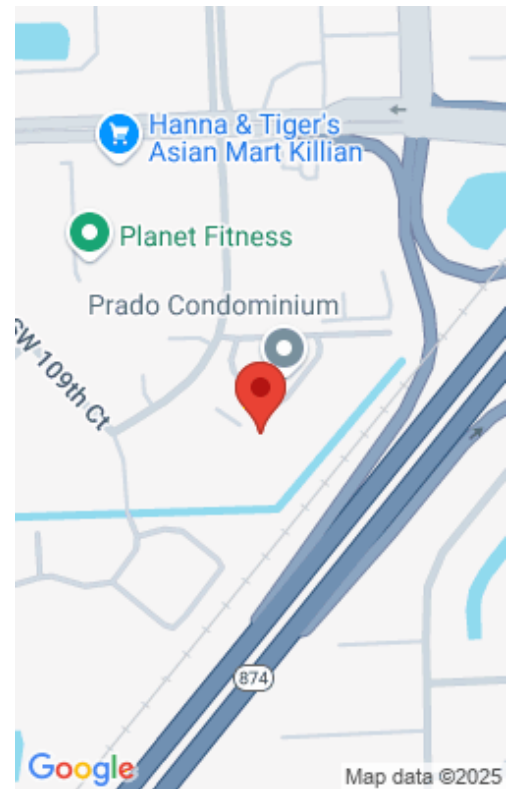 Hanna & Tiger's
Asian Mart Killian
Planet Fitness
Prado Condominium
SW 109th Ct
874
Google
Map data ©2025